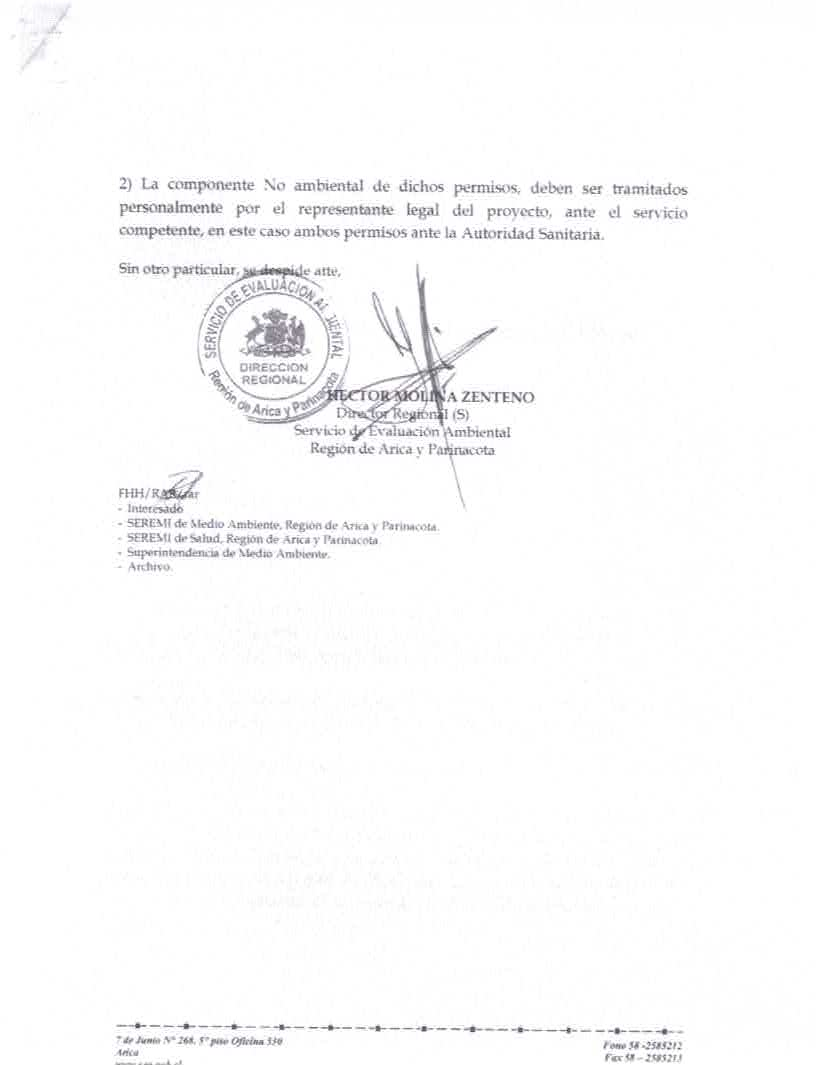 2) La componente No ambiental de dichos permisos, deben ser tramitados
personalmente por el representante legal del proyecto, ante el servicio
competente, en este caso ambos permisos ante la Autoridad Sanitaria.
Sin otro particular, se despide atte,
SERVICIO DE EVALUACION AMBIENTAL
DIRECCION
REGIONAL
Región de Arica y Parinacota
HECTOR MOLINA ZENTENO
Director Regional (S)
Servicio de Evaluación Ambiental
Región de Arica y Parinacota
FHH/
- Interesado
- SEREMI de Medio Ambiente, Región de Arica y Parinacota.
- SEREMI de Salud, Región de Arica y Parinacota.
- Superintendencia de Medio Ambiente.
- Archivo.
7 de Junio N° 268, 5° piso Oficina 530
Arica
Fono 58 -2585212
Fax 58 – 2585213